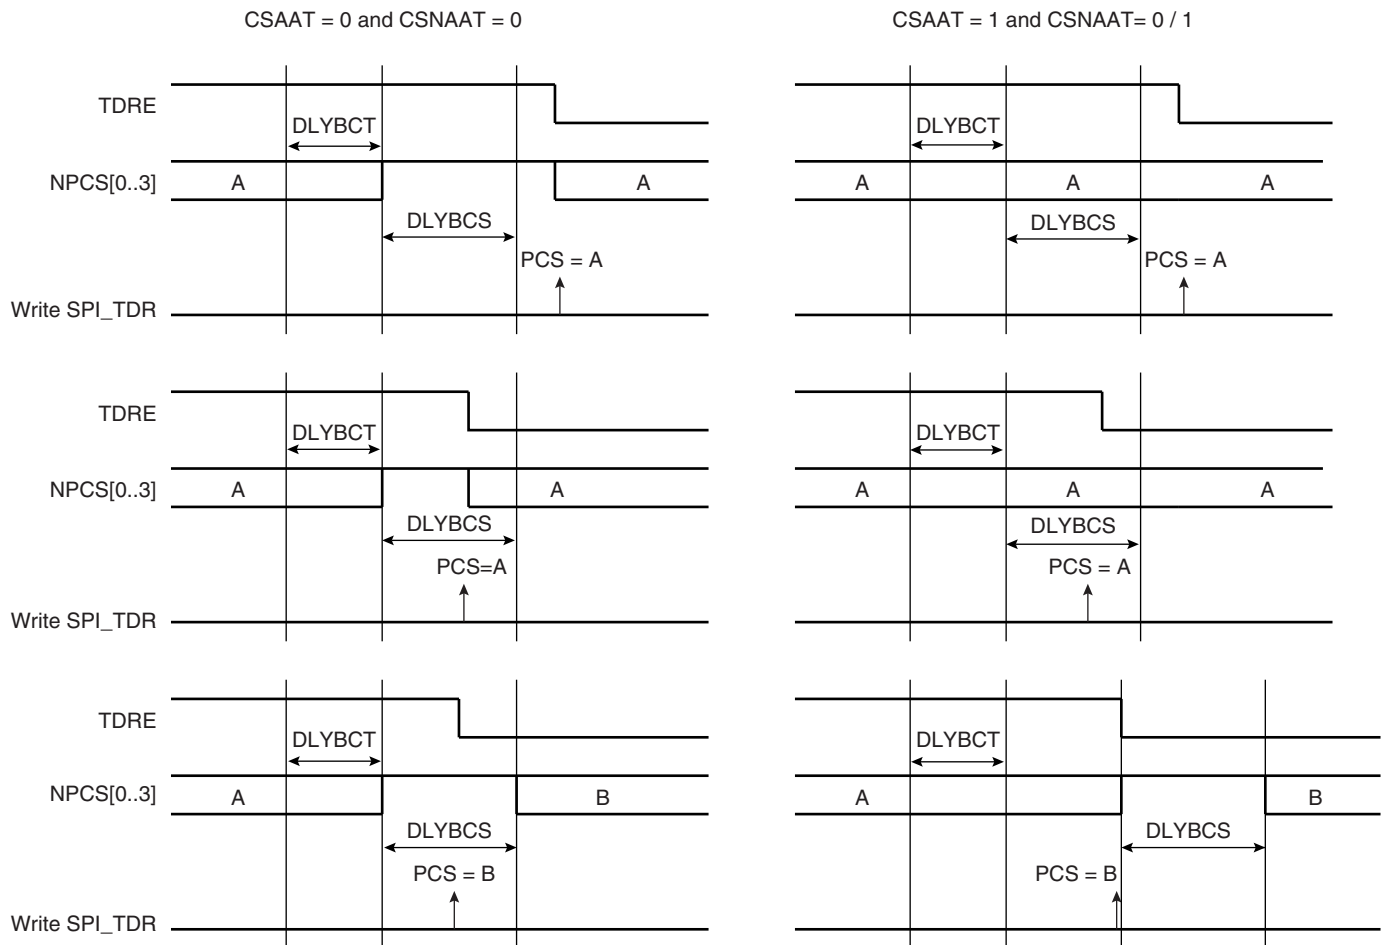 CSAAT = 0 and CSNAAT = 0
CSAAT = 1 and CSNAAT= 0 / 1
TDRE
DLYBCT
DLYBCT
NPCS[0..3]
A
A
A
A
A
DLYBCS
DLYBCS
PCS = A
PCS = A
Write SPI_TDR
TDRE
DLYBCT
DLYBCT
NPCS[0..3]
A
A
A
A
A
DLYBCS
DLYBCS
PCS=A
PCS = A
Write SPI_TDR
TDRE
DLYBCT
DLYBCT
NPCS[0..3]
A
B
A
B
DLYBCS
DLYBCS
PCS = B
PCS = B
Write SPI_TDR